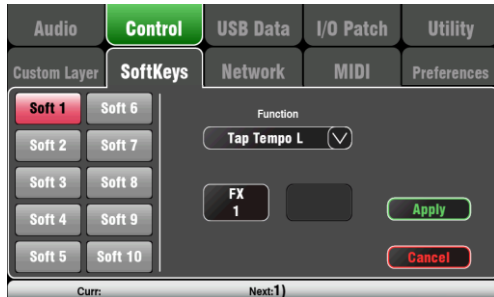 Audio Control USB Data I/O Patch Utility
Custom Layer SoftKeys Network MIDI Preferences
Soft 1 Soft 6
Function
Soft 2 Soft 7 Tap Tempo L
Soft 3 Soft 8
FX
1
Soft 4 Soft 9 Apply
Soft 5 Soft 10 Cancel
Curr: Next:1)